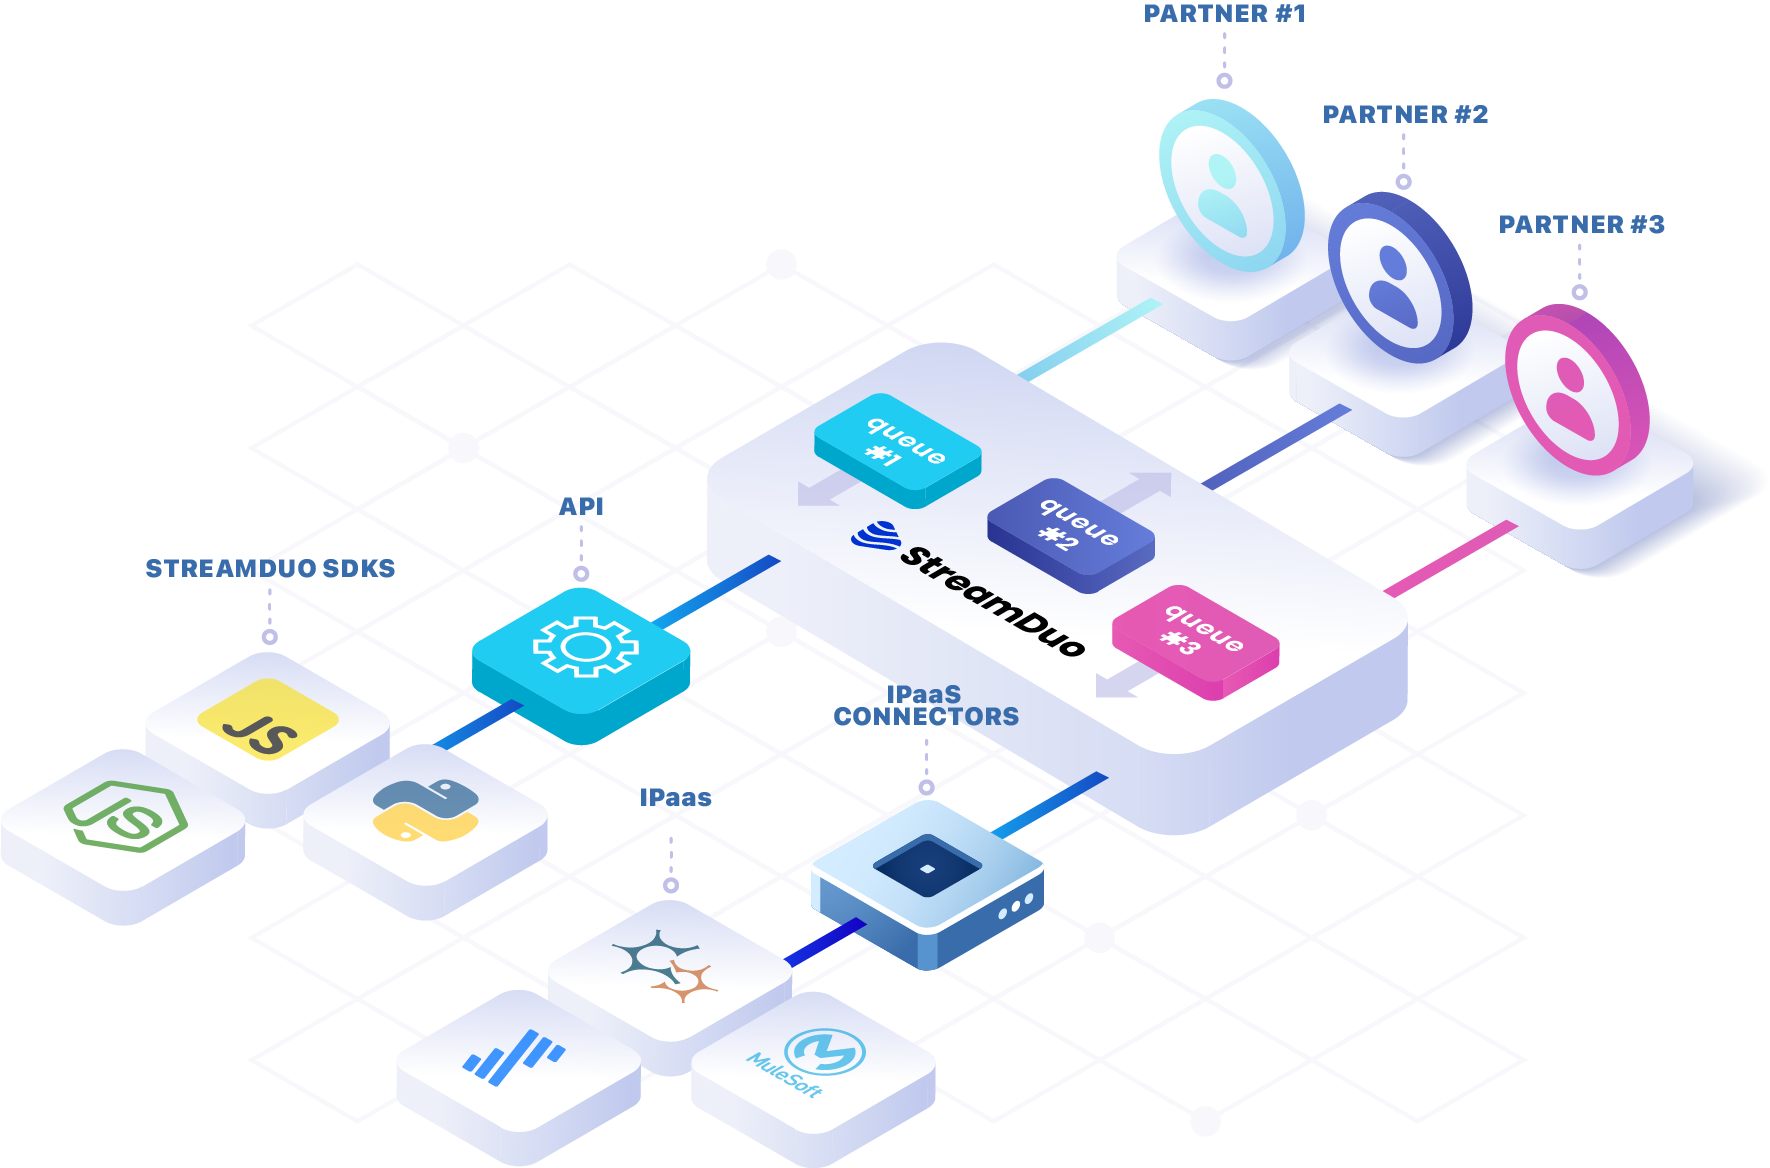 PARTNER #1
PARTNER #2
PARTNER #3
queue
#1
queue
#2
queue
#3
StreamDuo
API
STREAMDUO SDKS
JS
JS
IPaaS
CONNECTORS
IPaas
MuleSoft